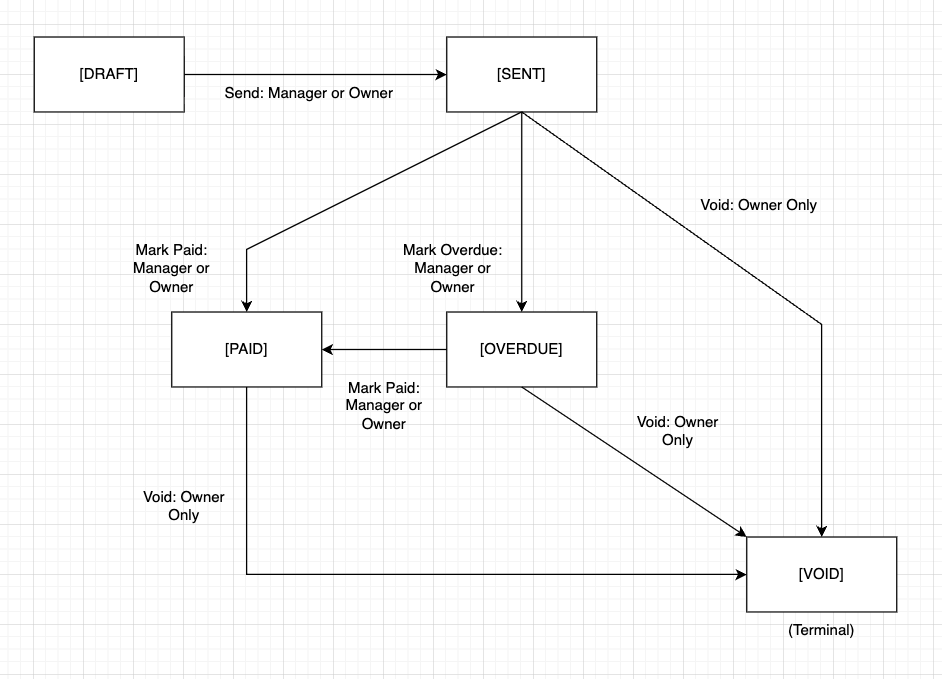 [DRAFT]
[SENT]
Send: Manager or Owner
Void: Owner Only
Mark Paid:
Manager or
Owner
Mark Overdue:
Manager or
Owner
[PAID]
[OVERDUE]
Mark Paid:
Manager or
Owner
Void: Owner
Only
Void: Owner
Only
[VOID]
(Terminal)